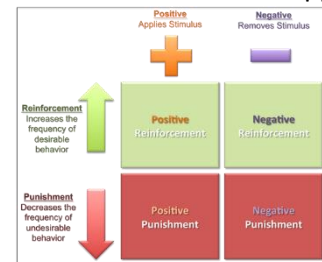 Positive
Applies Stimulus
Negative
Removes Stimulus
Reinforcement
Increases the
frequency of
desirable
behavior
Positive
Reinforcement
Negative
Reinforcement
Punishment
Decreases the
frequency of
undesirable
behavior
Positive
Punishment
Negative
Punishment